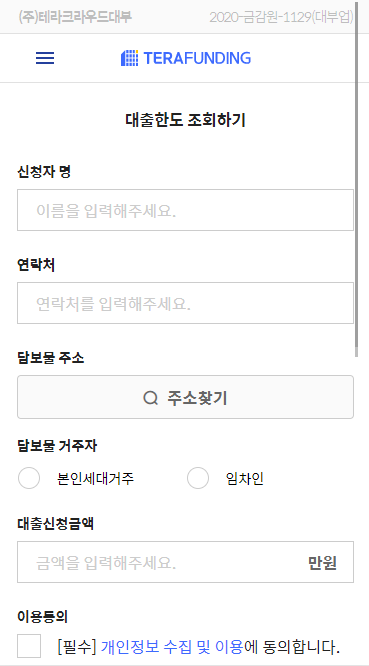 (주)테라크라우드대부 2020-금감원-1129(대부업)
TERAFUNDING
대출한도 조회하기
신청자 명
이름을 입력해주세요.
연락처
연락처를 입력해주세요.
담보물 주소
주소찾기
담보물 거주자
본인세대거주 임차인
대출신청금액
금액을 입력해주세요. 만원
이용동의
[필수] 개인정보 수집 및 이용에 동의합니다.